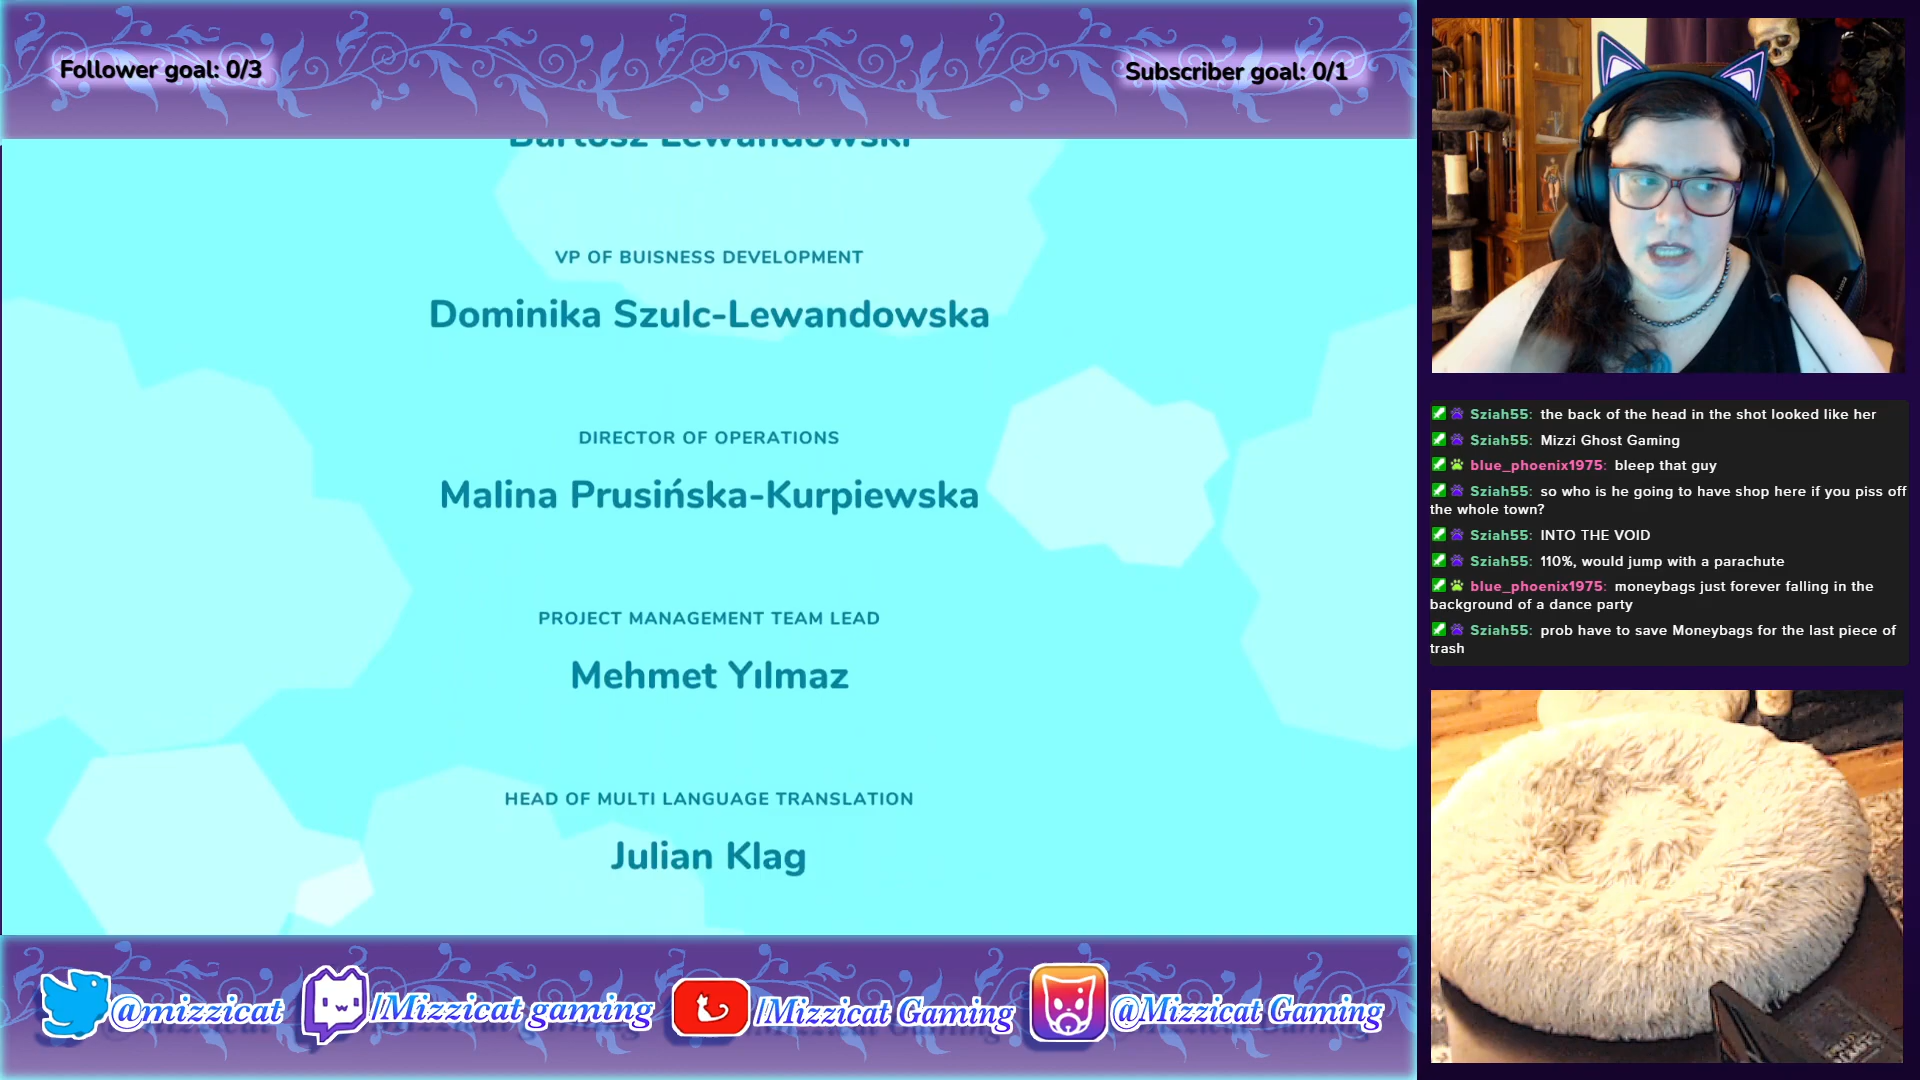 Follower goal: 0/3
Subscriber goal: 0/1
Bartosz Lewandowski
VP OF BUISNESS DEVELOPMENT
Dominika Szulc-Lewandowska
DIRECTOR OF OPERATIONS
Malina Prusińska-Kurpiewska
PROJECT MANAGEMENT TEAM LEAD
Mehmet Yılmaz
HEAD OF MULTI LANGUAGE TRANSLATION
Julian Klag
Sziah55: the back of the head in the shot looked like her
Sziah55: Mizzi Ghost Gaming
blue_phoenix1975: bleep that guy
Sziah55: so who is he going to have shop here if you piss off
the whole town?
Sziah55: INTO THE VOID
Sziah55: 110%, would jump with a parachute
blue_phoenix1975: moneybags just forever falling in the
background of a dance party
Sziah55: prob have to save Moneybags for the last piece of
trash
@mizzicat
/Mizzicat gaming
/Mizzicat Gaming
@Mizzicat Gaming